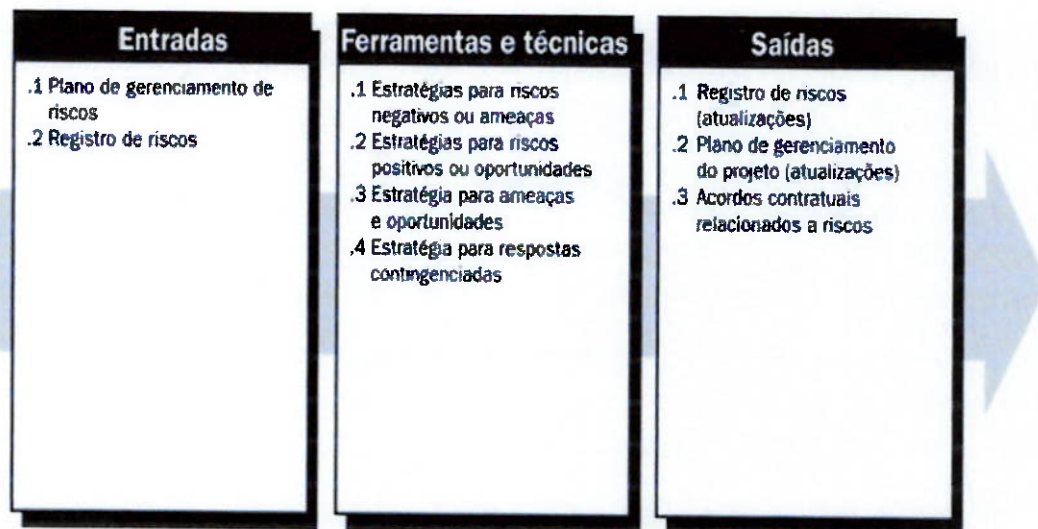 Entradas
.1 Plano de gerenciamento de
riscos
.2 Registro de riscos
Ferramentas e técnicas
.1 Estratégias para riscos
negativos ou ameaças
.2 Estratégias para riscos
positivos ou oportunidades
.3 Estratégia para ameaças
e oportunidades
.4 Estratégia para respostas
contingenciadas
Saídas
.1 Registro de riscos
(atualizações)
.2 Plano de gerenciamento
do projeto (atualizações)
.3 Acordos contratuais
relacionados a riscos